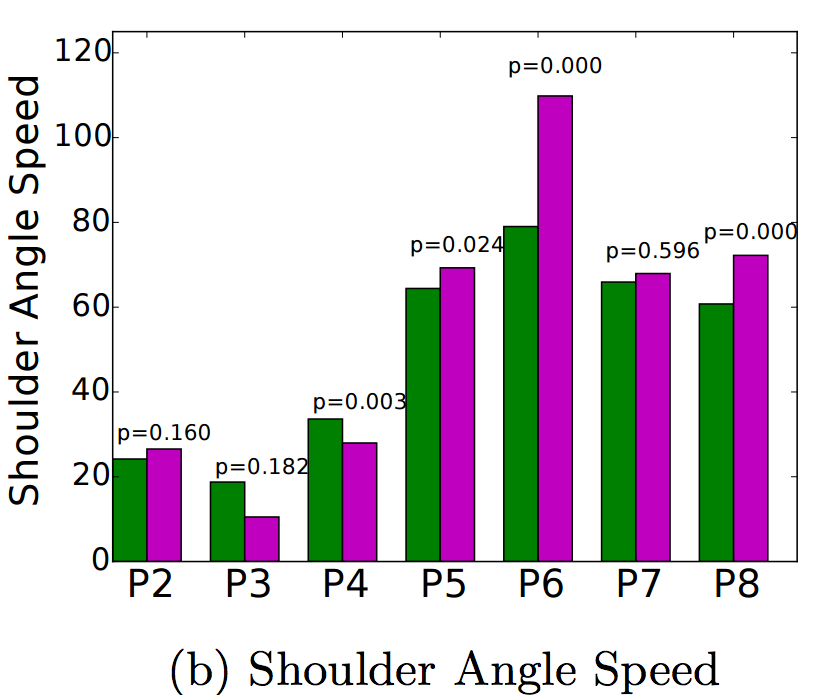 Shoulder Angle Speed
120
100
80
60
40
20
0
p=0.160
p=0.182
p=0.003
p=0.024
p=0.000
p=0.596
p=0.000
P2 P3 P4 P5 P6 P7 P8
(b) Shoulder Angle Speed